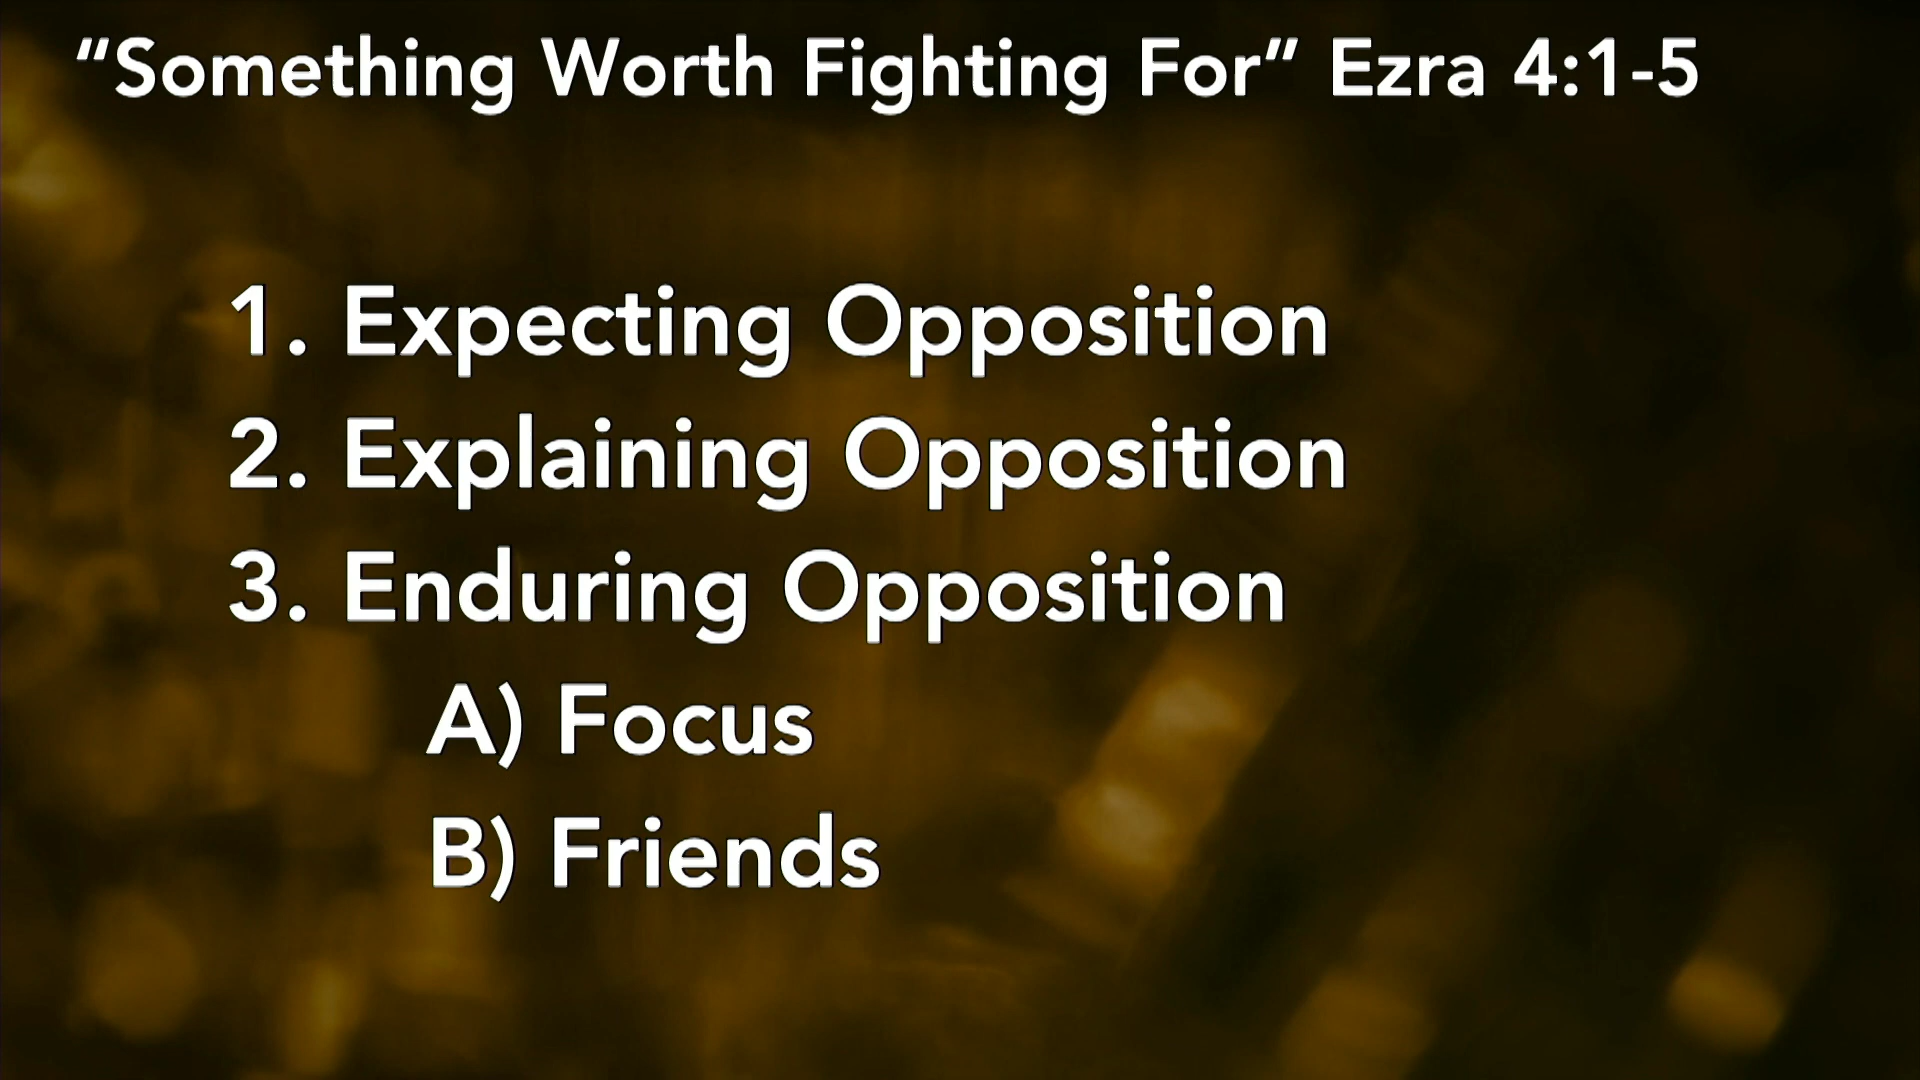 “Something Worth Fighting For” Ezra 4:1-5
1. Expecting Opposition
2. Explaining Opposition
3. Enduring Opposition
A) Focus
B) Friends